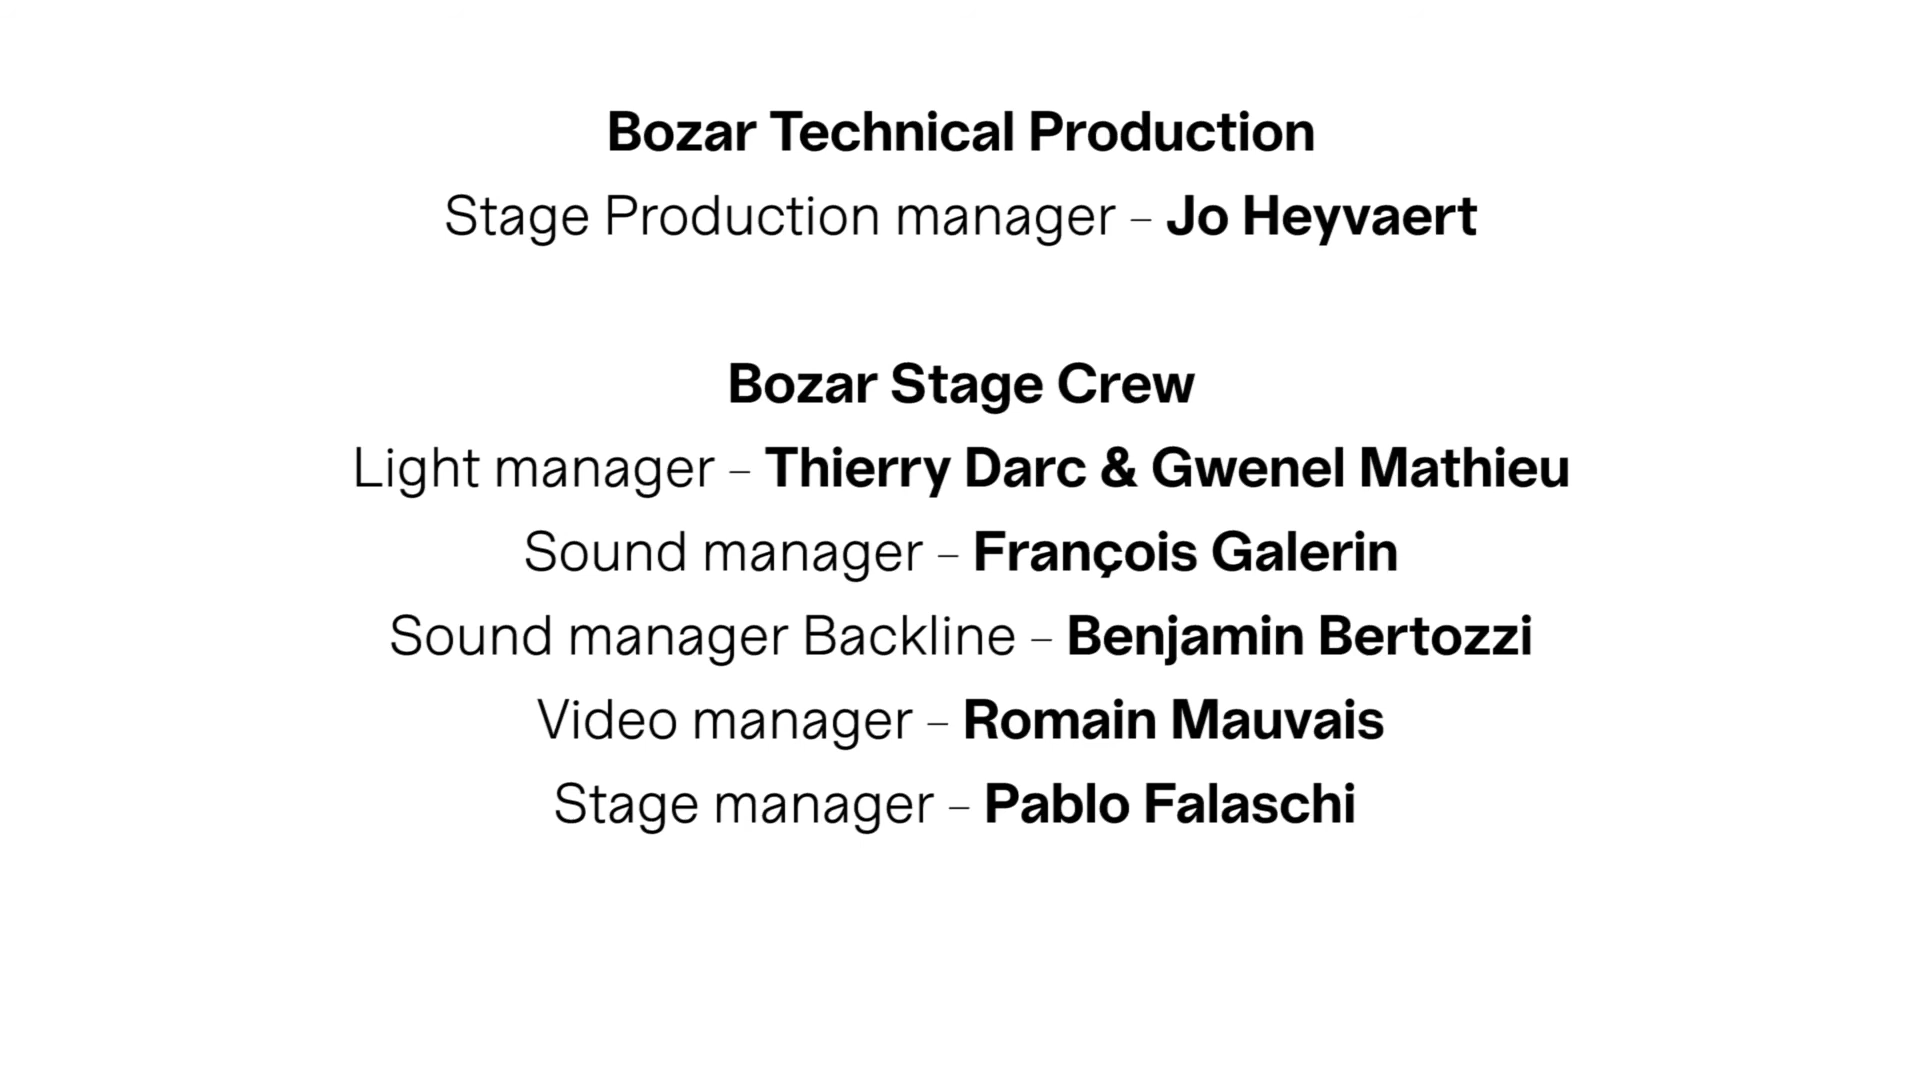 Bozar Technical Production
Stage Production manager – Jo Heyvaert
Bozar Stage Crew
Light manager – Thierry Darc & Gwenel Mathieu
Sound manager – François Galerin
Sound manager Backline – Benjamin Bertozzi
Video manager – Romain Mauvais
Stage manager – Pablo Falaschi